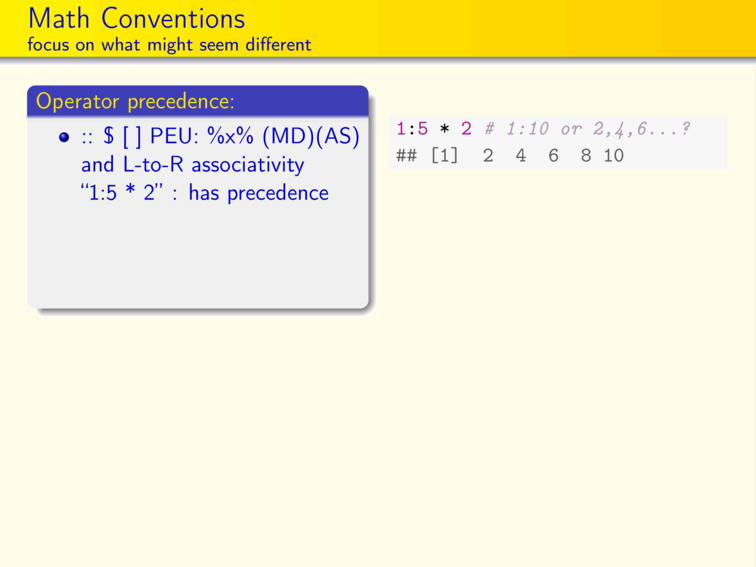 Math Conventions
focus on what might seem different
Operator precedence:
:: $ [ ] PEU: %x% (MD)(AS)
and L-to-R associativity
“1:5 * 2” : has precedence
1:5 * 2 # 1:10 or 2,4,6...?
## [1]  2  4  6  8 10